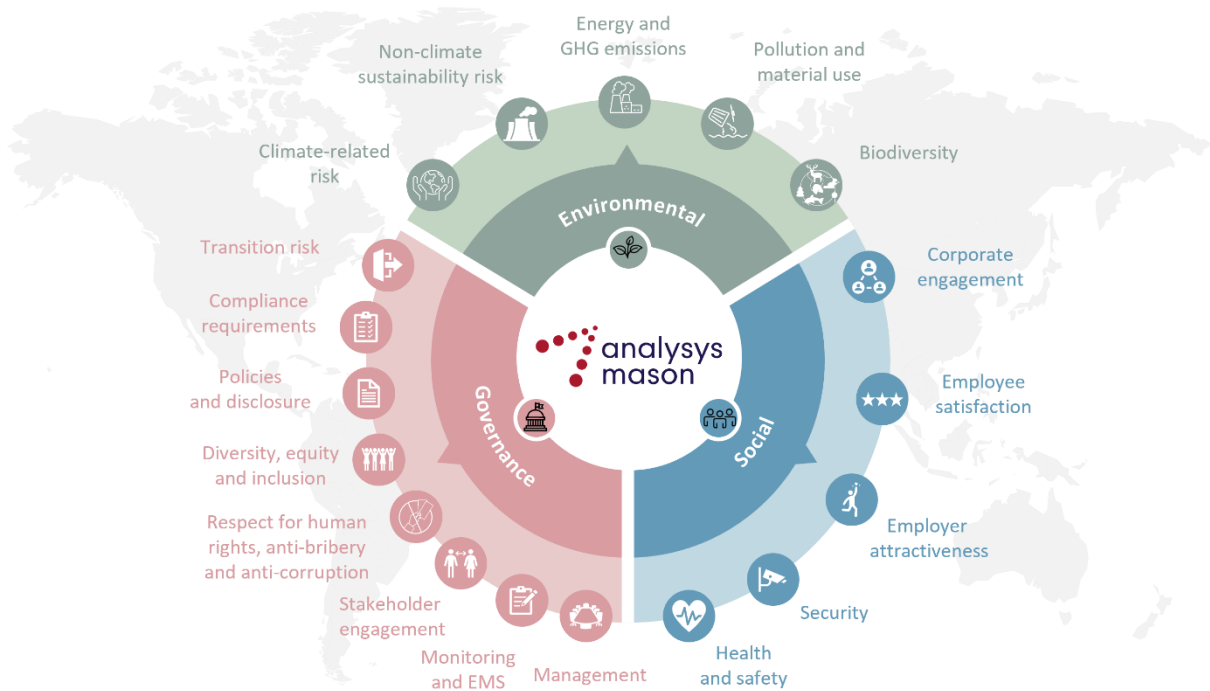 Energy and
GHG emissions
Non-climate
sustainability risk
Pollution and
material use
Climate-related
risk
Biodiversity
Environmental
Transition risk
Compliance
requirements
Policies
and disclosure
Diversity, equity
and inclusion
Respect for human
rights, anti-bribery
and anti-corruption
Stakeholder
engagement
Monitoring
and EMS
Management
Governance
analysys
mason
Social
Corporate
engagement
Employee
satisfaction
Employer
attractiveness
Security
Health
and safety